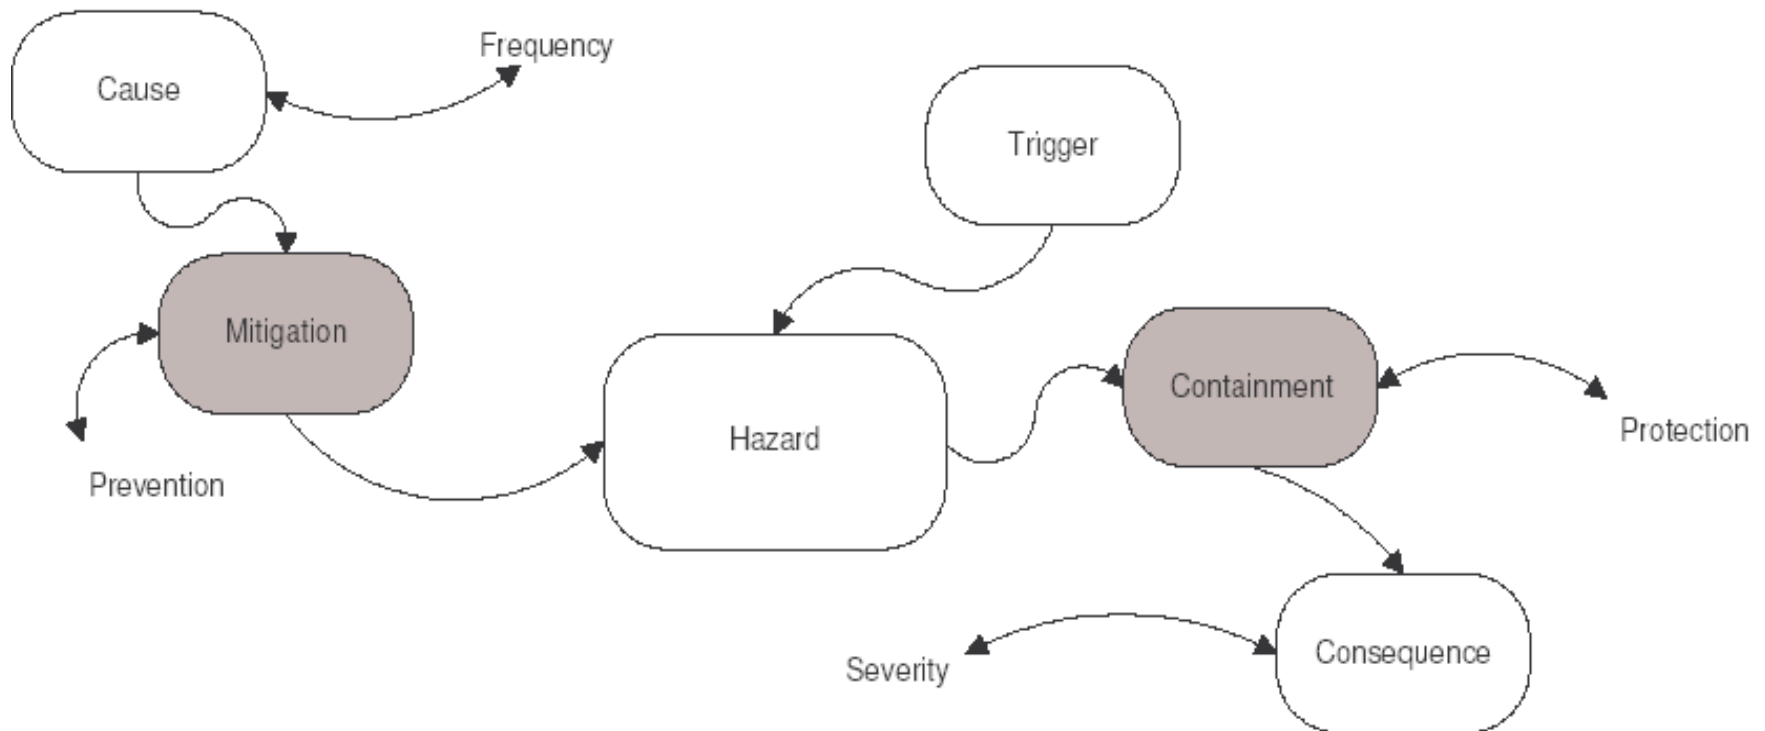 Frequency
Cause
Trigger
Mitigation
Containment
Hazard
Protection
Prevention
Consequence
Severity